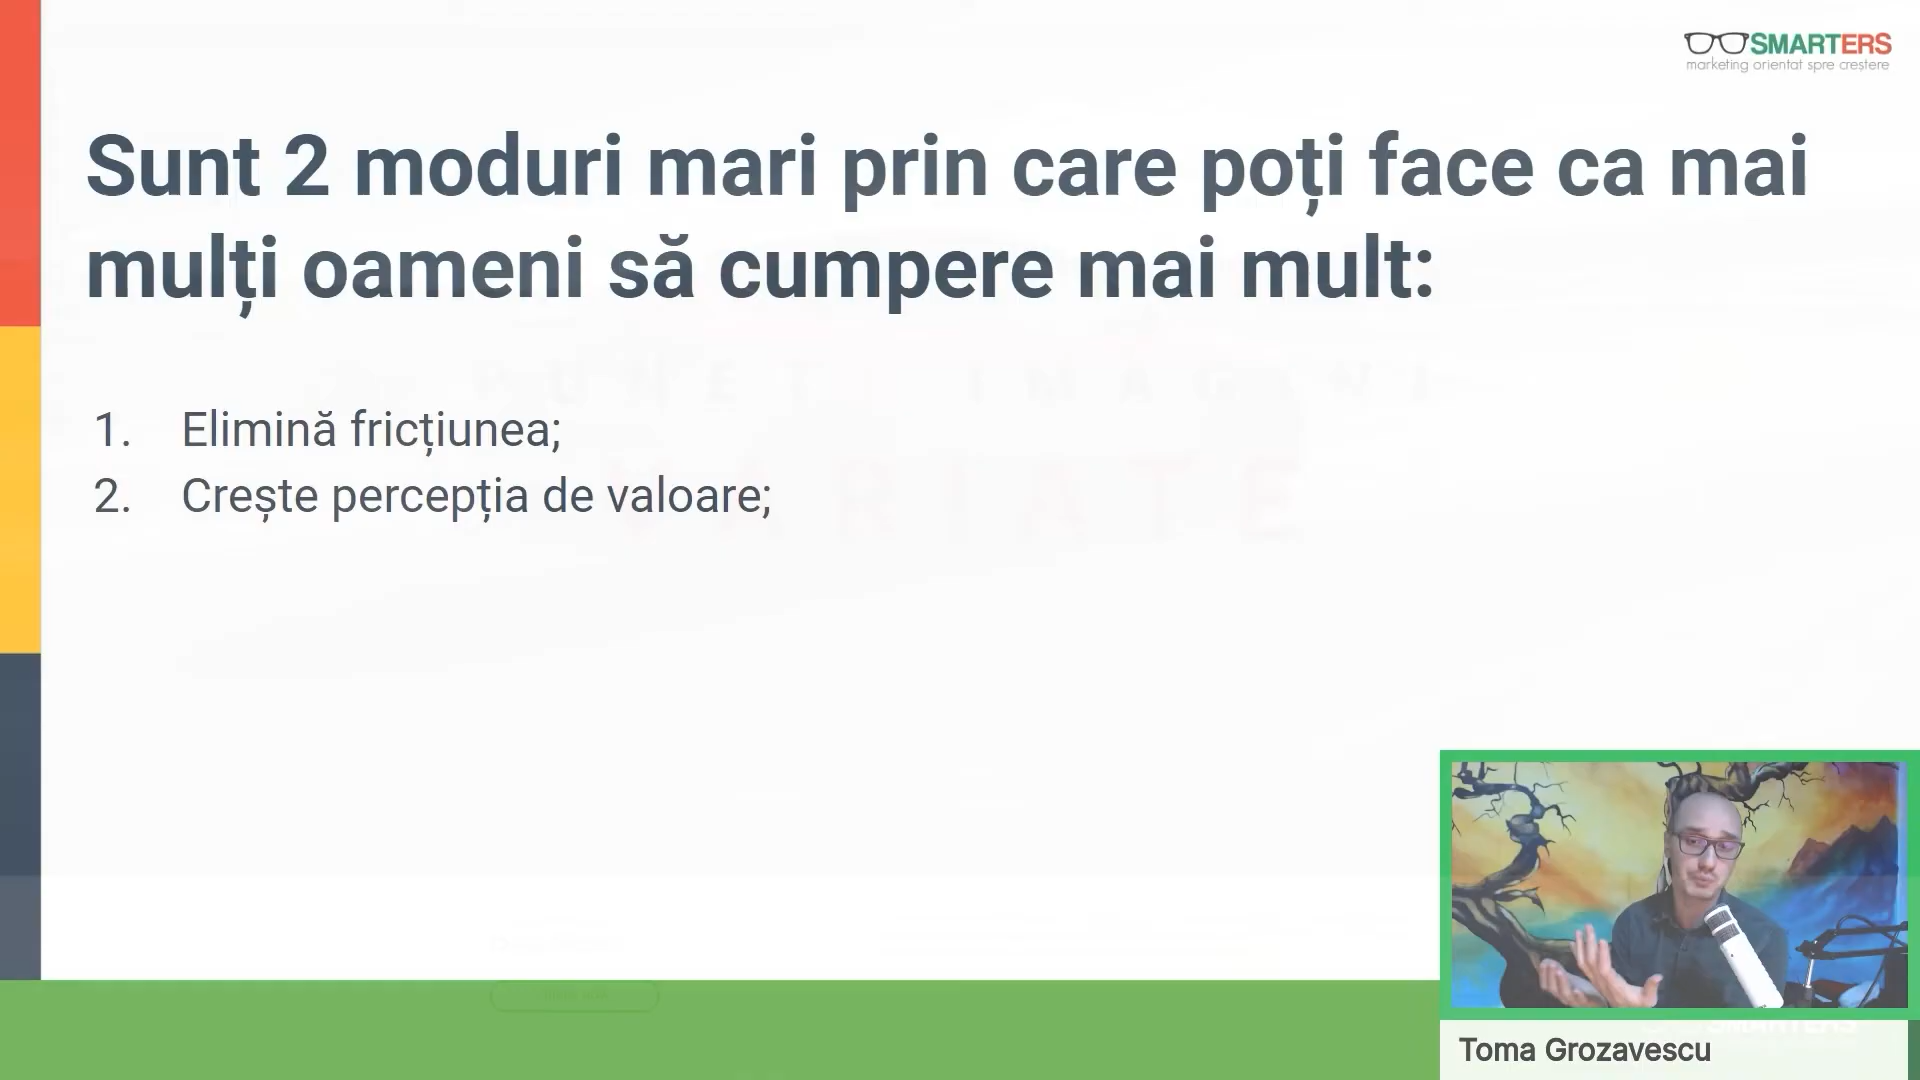 SMARTERS
marketing orientat spre creștere
Sunt 2 moduri mari prin care poți face ca mai
mulți oameni să cumpere mai mult:
1. Elimină fricțiunea;
2. Crește percepția de valoare;
Toma Grozavescu